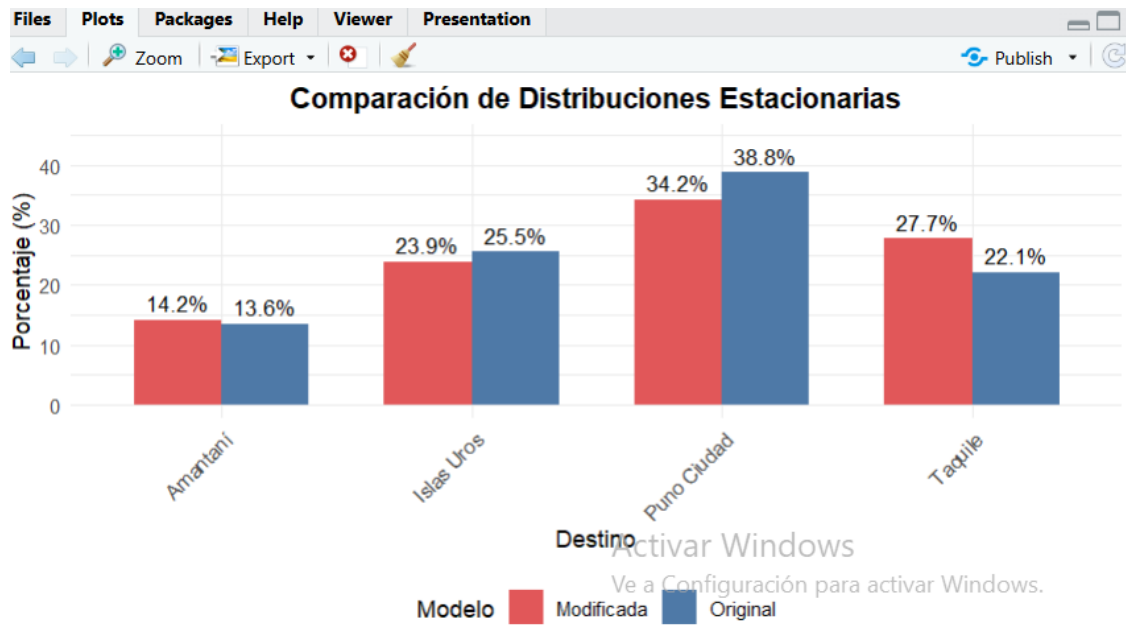 Files Plots Packages Help Viewer Presentation
Zoom Export Publish
Comparación de Distribuciones Estacionarias
Porcentaje (%)
40
30
20
10
0
14.2% 13.6%
23.9% 25.5%
34.2% 38.8%
27.7% 22.1%
Amantaní
Islas Uros
Puno Ciudad
Taquile
Destino
Activar Windows
Ve a Configuración para activar Windows.
Modelo Modificada Original